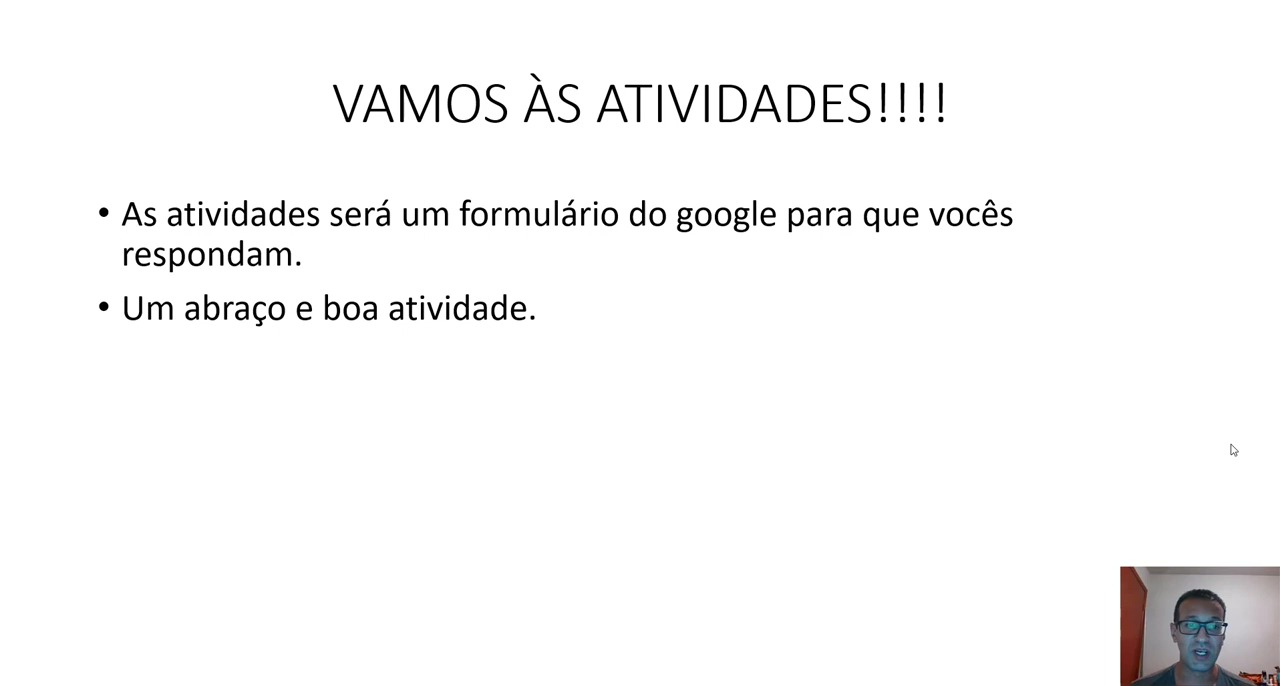 VAMOS ÀS ATIVIDADES!!!!
• As atividades será um formulário do google para que vocês
respondam.
• Um abraço e boa atividade.